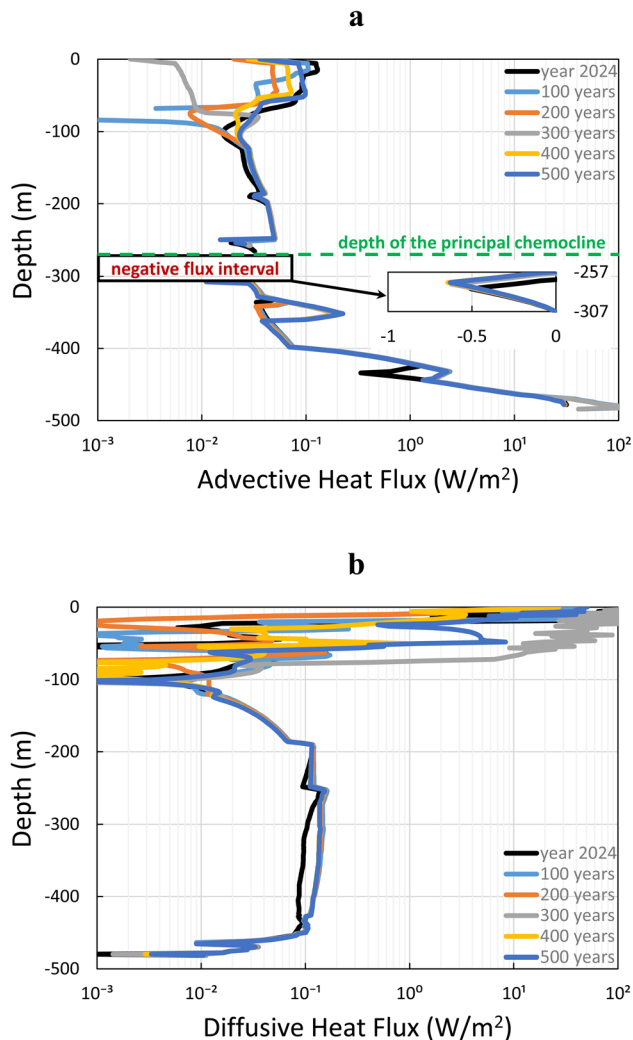 a
0
-100
-200
-300
-400
-500
Depth (m)
year 2024
100 years
200 years
300 years
400 years
500 years
depth of the principal chemocline
negative flux interval
-257
-307
-1
-0.5
0
10⁻³
10⁻²
10⁻¹
10⁰
10¹
10²
Advective Heat Flux (W/m²)
b
0
-100
-200
-300
-400
-500
Depth (m)
year 2024
100 years
200 years
300 years
400 years
500 years
10⁻³
10⁻²
10⁻¹
10⁰
10¹
10²
Diffusive Heat Flux (W/m²)